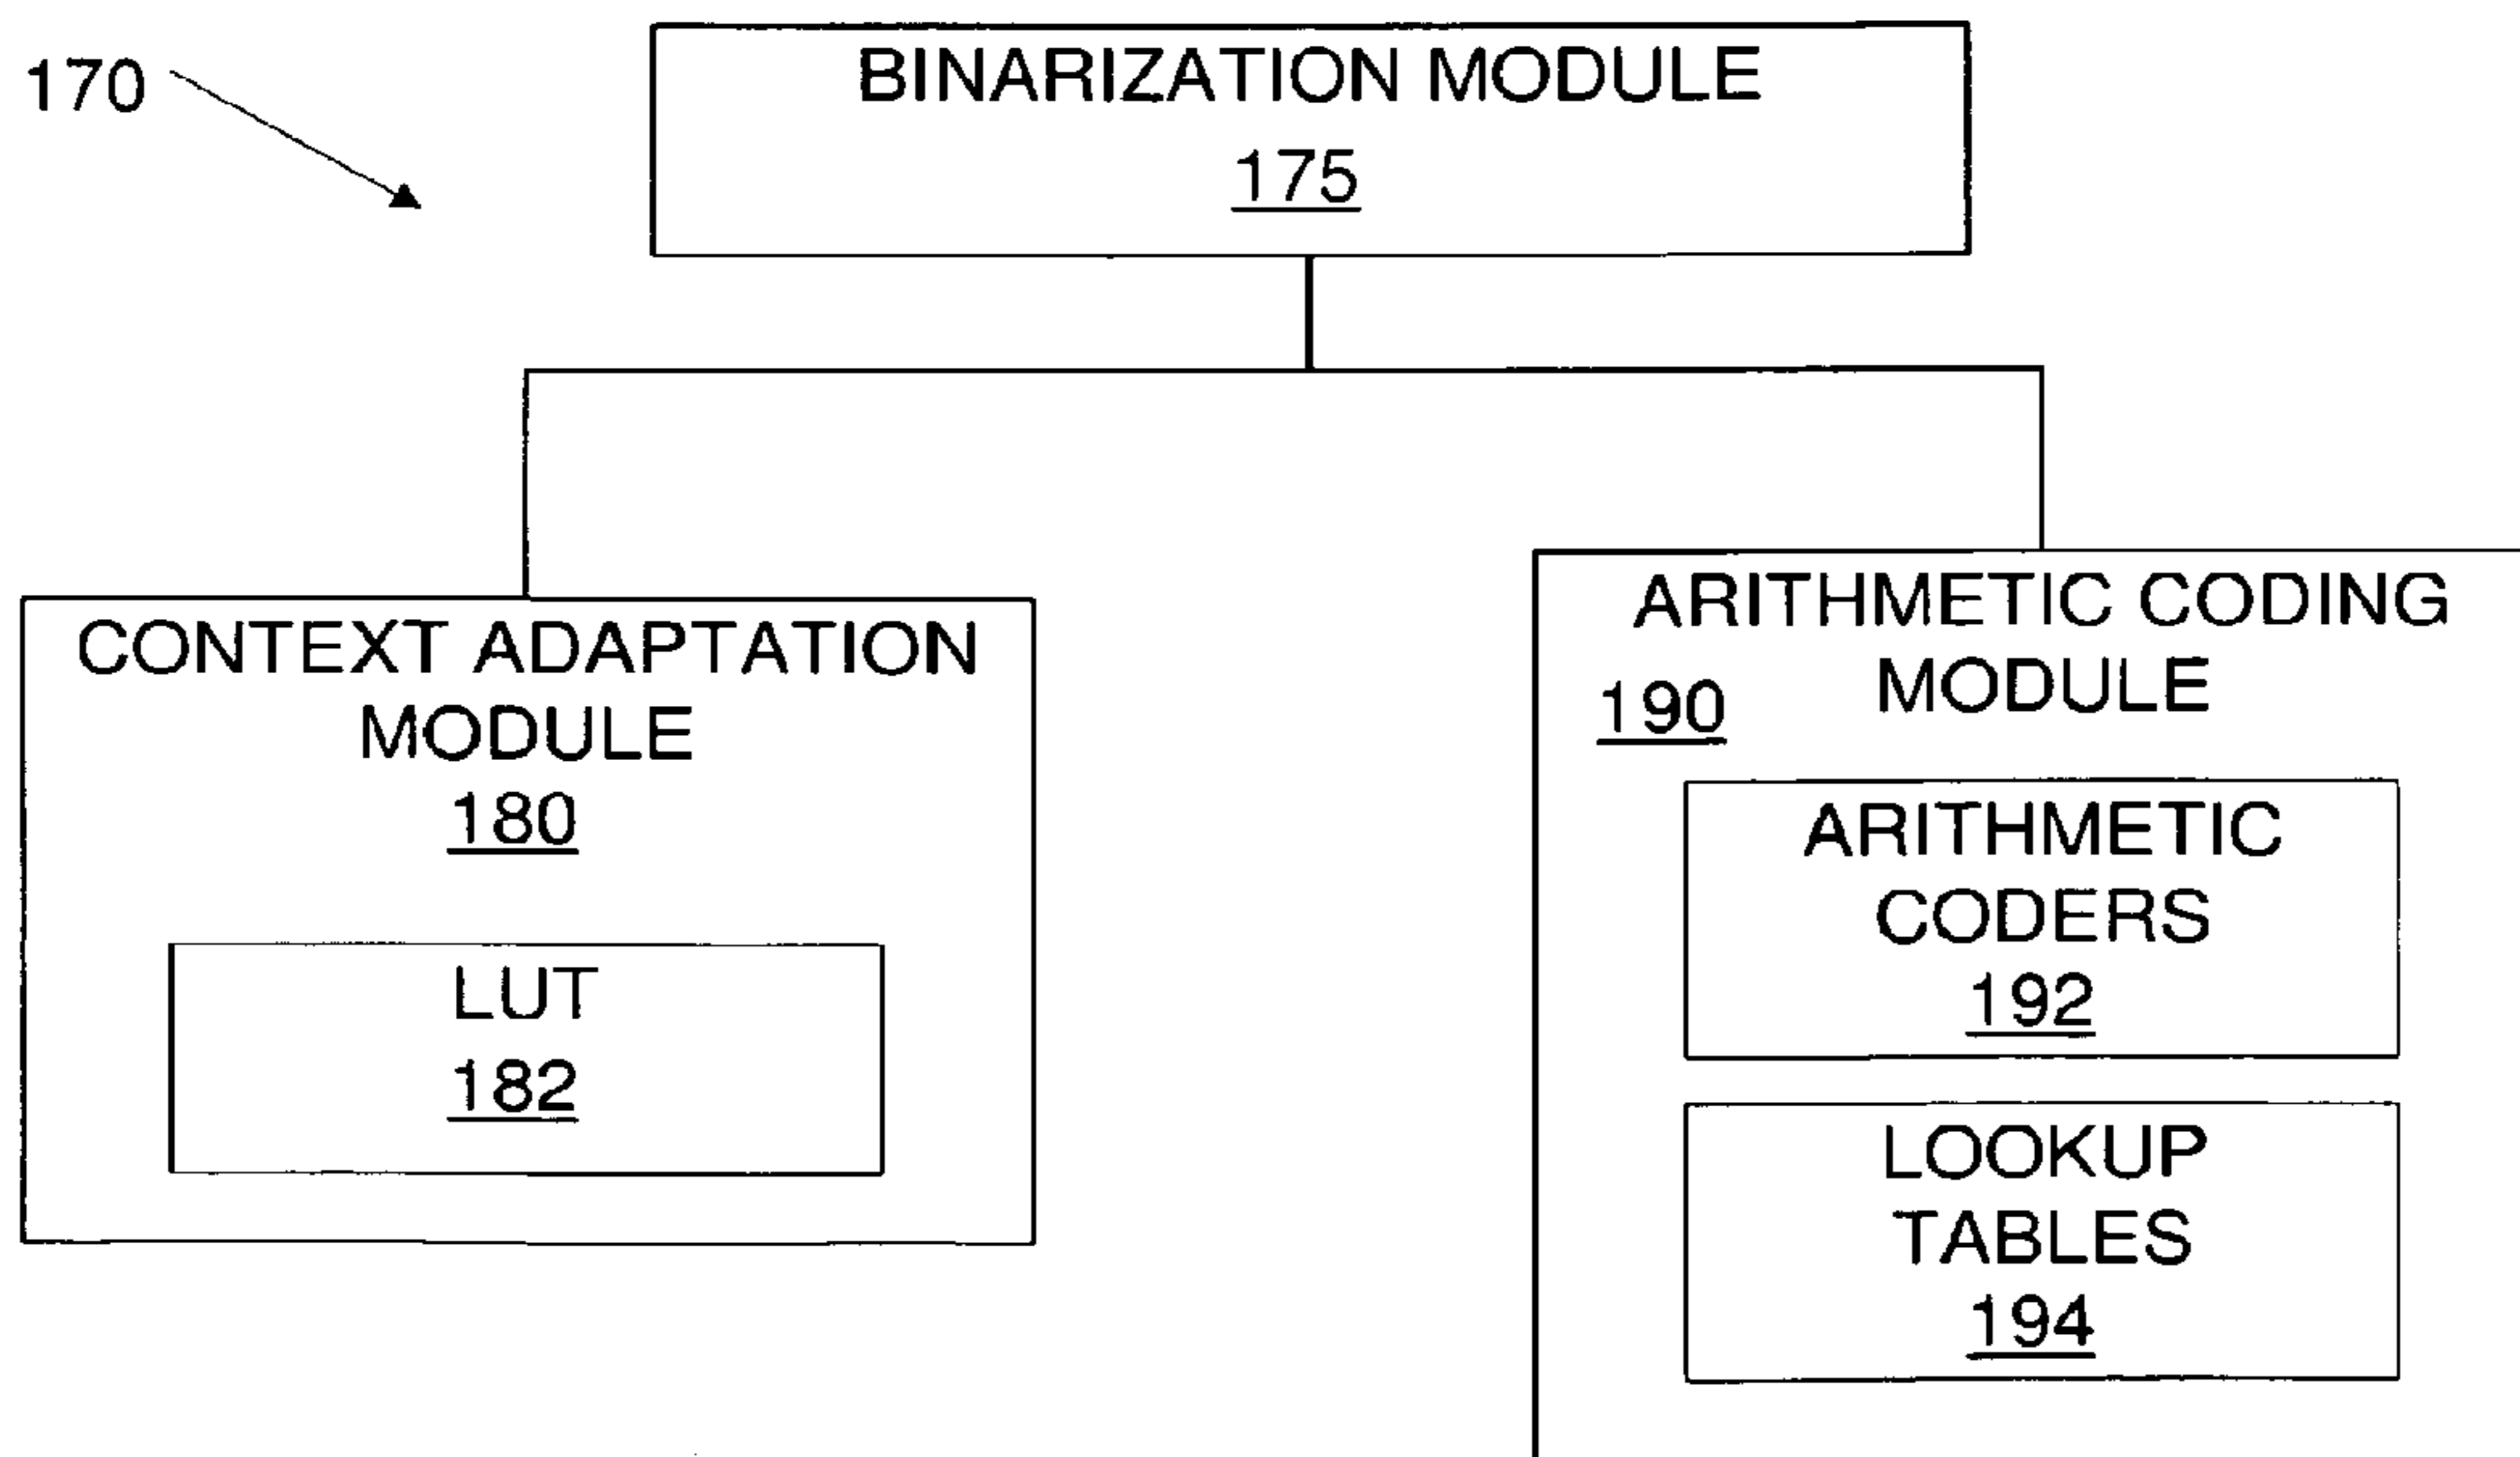 170
BINARIZATION MODULE
175
CONTEXT ADAPTATION
MODULE
180
LUT
182
ARITHMETIC CODING
MODULE
190
ARITHMETIC
CODERS
192
LOOKUP
TABLES
194